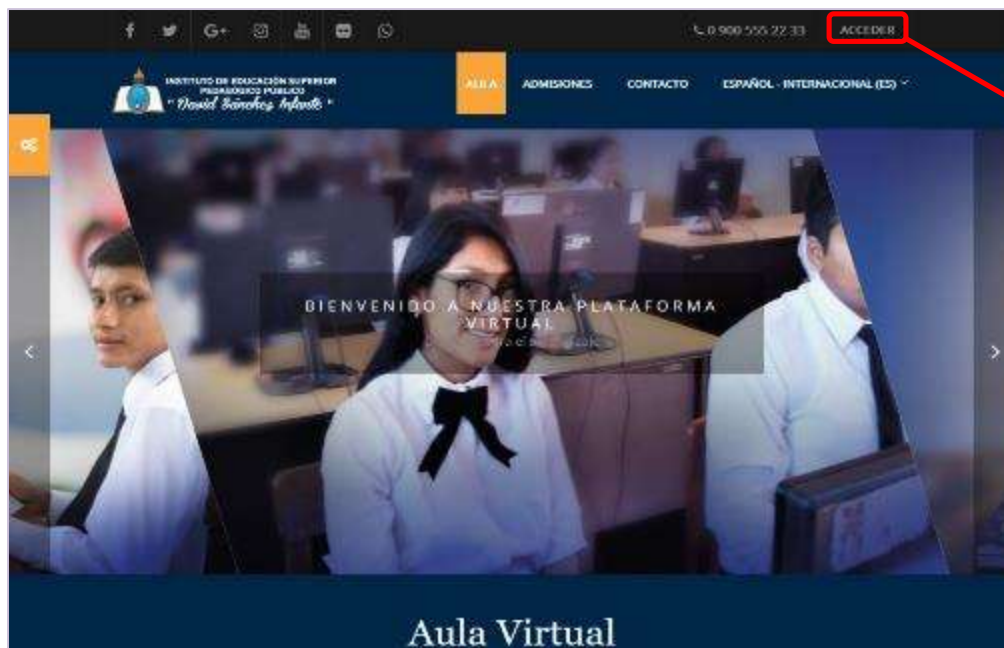 0 900 555 22 33 ACCEDER
INSTITUTO DE EDUCACIÓN SUPERIOR
PEDAGÓGICO PÚBLICO
"David Sánchez Infante"
AULA ADMISIONES CONTACTO ESPAÑOL - INTERNACIONAL (ES)
BIENVENIDO A NUESTRA PLATAFORMA
VIRTUAL
Aula Virtual